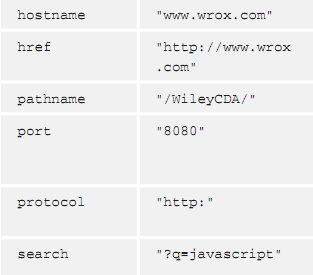 hostname "www.wrox.com"
href "http://www.wrox
.com"
pathname "/WileyCDA/"
port "8080"
protocol "http:"
search "?q=javascript"